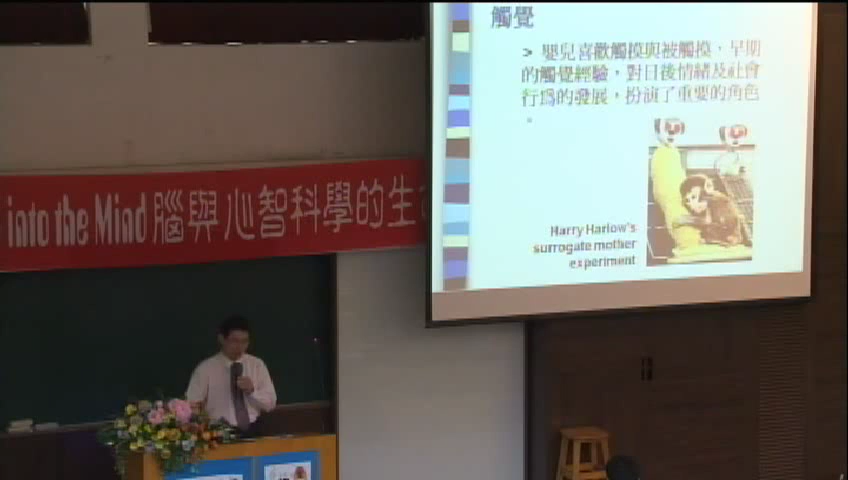 觸覺
> 嬰兒喜歡觸摸與被觸摸，早期
的觸覺經驗，對日後情緒及社會
行為的發展，扮演了重要的角色
。
Harry Harlow's
surrogate mother
experiment
into the Mind 腦與心智科學的生